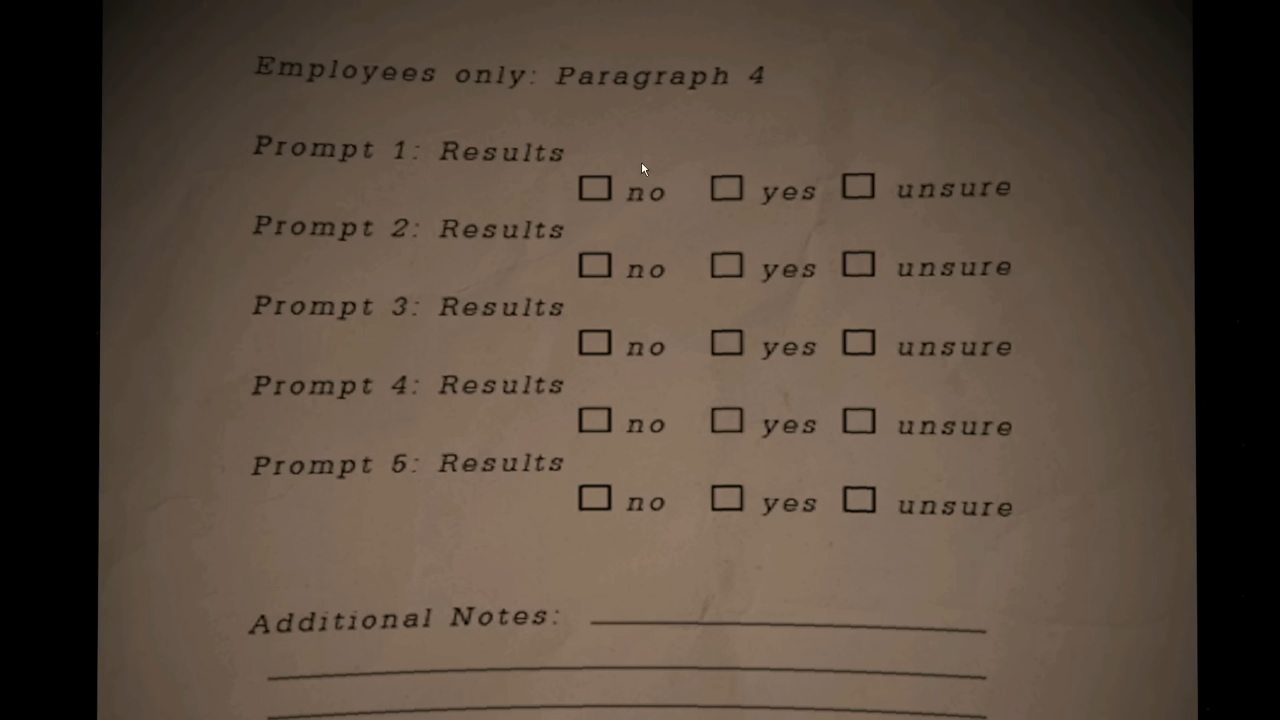 Employees only: Paragraph 4
Prompt 1: Results
no yes unsure
Prompt 2: Results
no yes unsure
Prompt 3: Results
no yes unsure
Prompt 4: Results
no yes unsure
Prompt 5: Results
no yes unsure
Additional Notes: